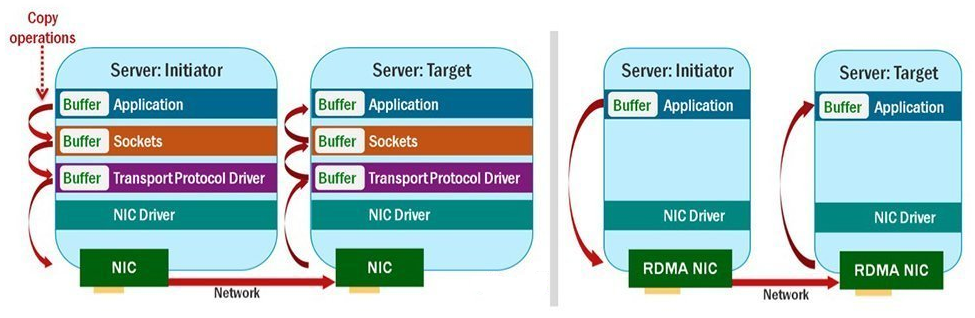 Copy
operations
Server: Initiator
Buffer Application
Buffer Sockets
Buffer Transport Protocol Driver
NIC Driver
NIC
Server: Target
Buffer Application
Buffer Sockets
Buffer Transport Protocol Driver
NIC Driver
NIC
Network
Server: Initiator
Buffer Application
NIC Driver
RDMA NIC
Server: Target
Buffer Application
NIC Driver
RDMA NIC
Network